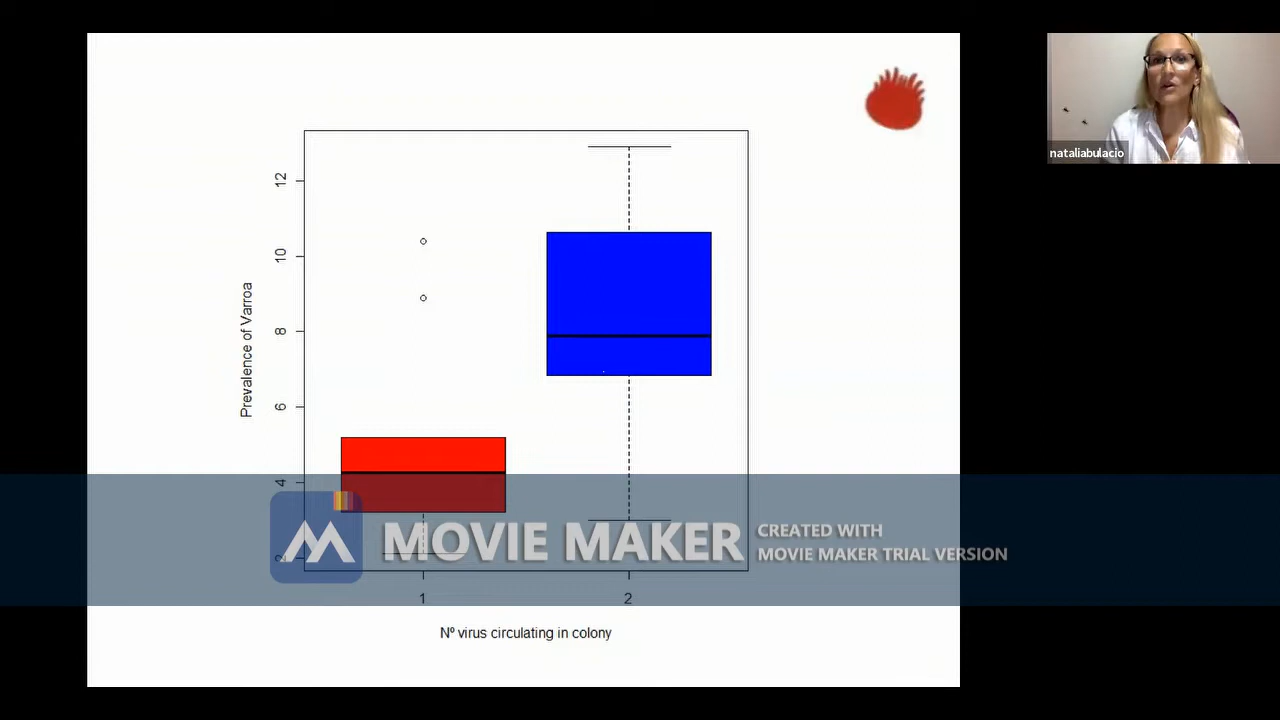 nataliabulacio
12
10
8
6
4
2
Prevalence of Varroa
MOVIE MAKER
CREATED WITH
MOVIE MAKER TRIAL VERSION
1 2
Nº virus circulating in colony